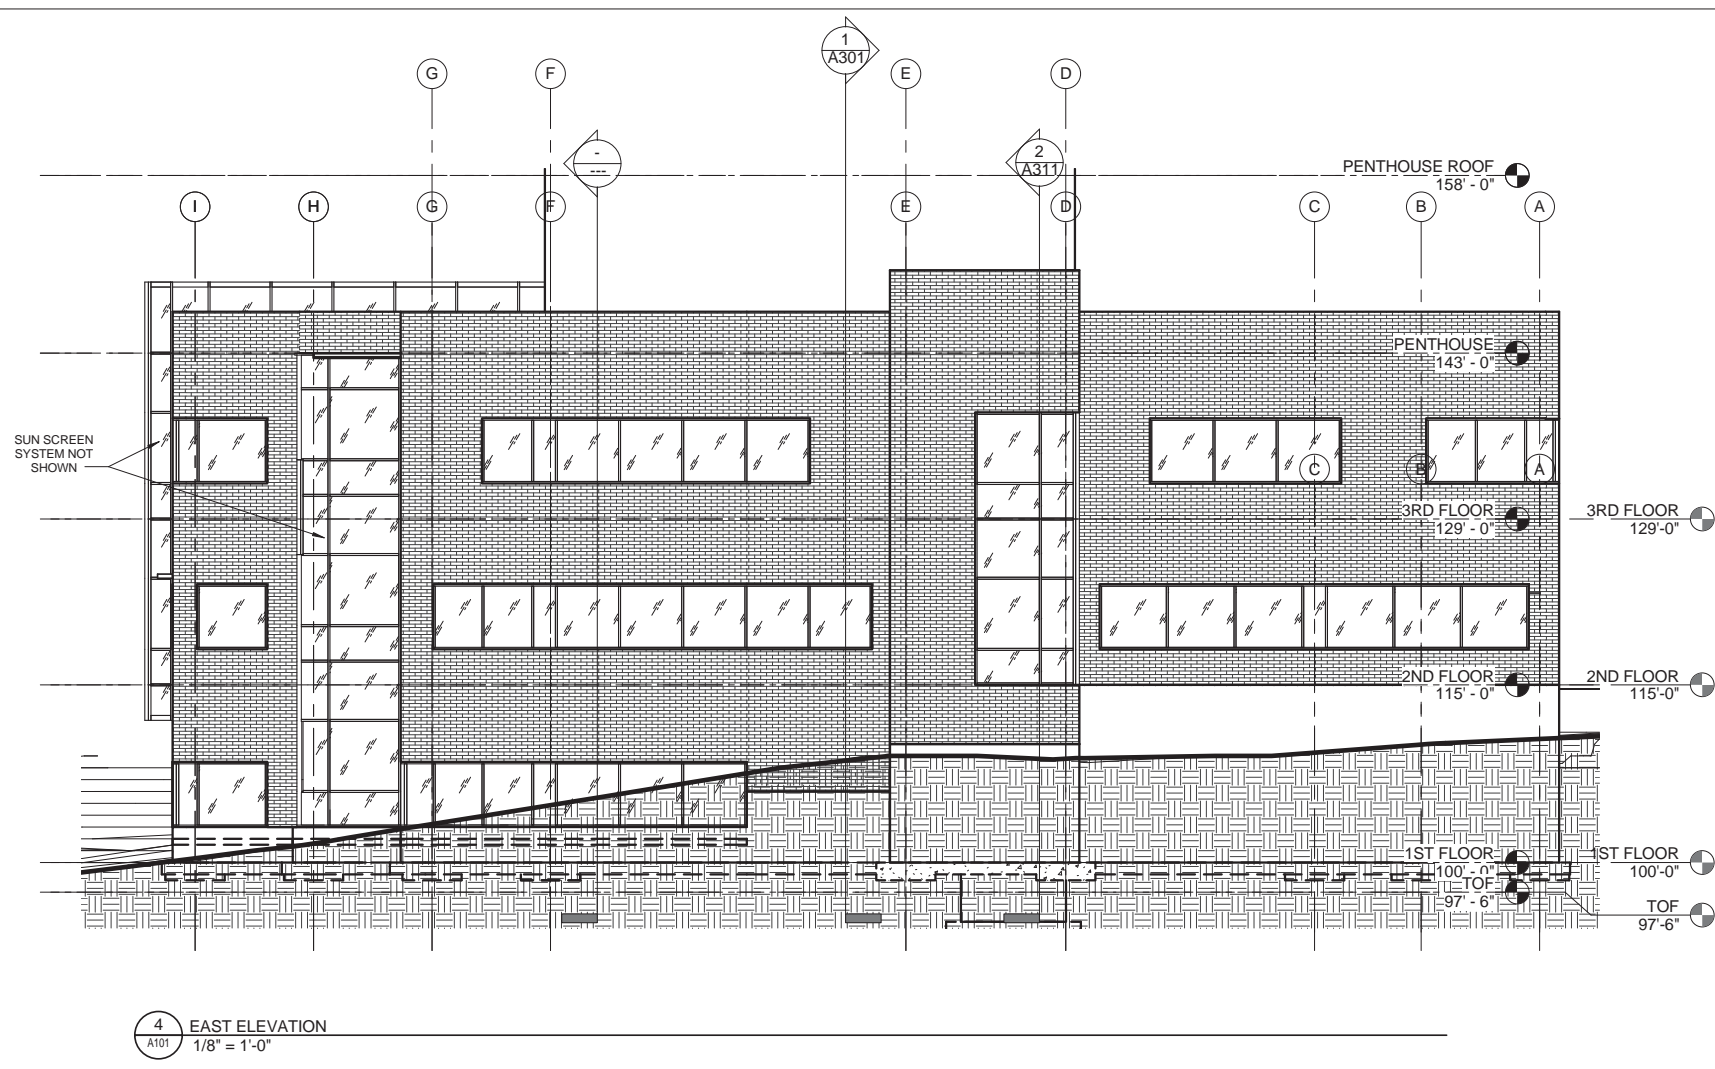 1
A301
G
F
E
D
-
---
2
A311
PENTHOUSE ROOF
158' - 0"
I
H
G
F
E
D
C
B
A
PENTHOUSE
143' - 0"
SUN SCREEN
SYSTEM NOT
SHOWN
C
B
A
3RD FLOOR
129' - 0"
3RD FLOOR
129'-0"
2ND FLOOR
115' - 0"
2ND FLOOR
115'-0"
1ST FLOOR
100' - 0"
1ST FLOOR
100'-0"
TOF
97' - 6"
TOF
97'-6"
4
A101
EAST ELEVATION
1/8" = 1'-0"